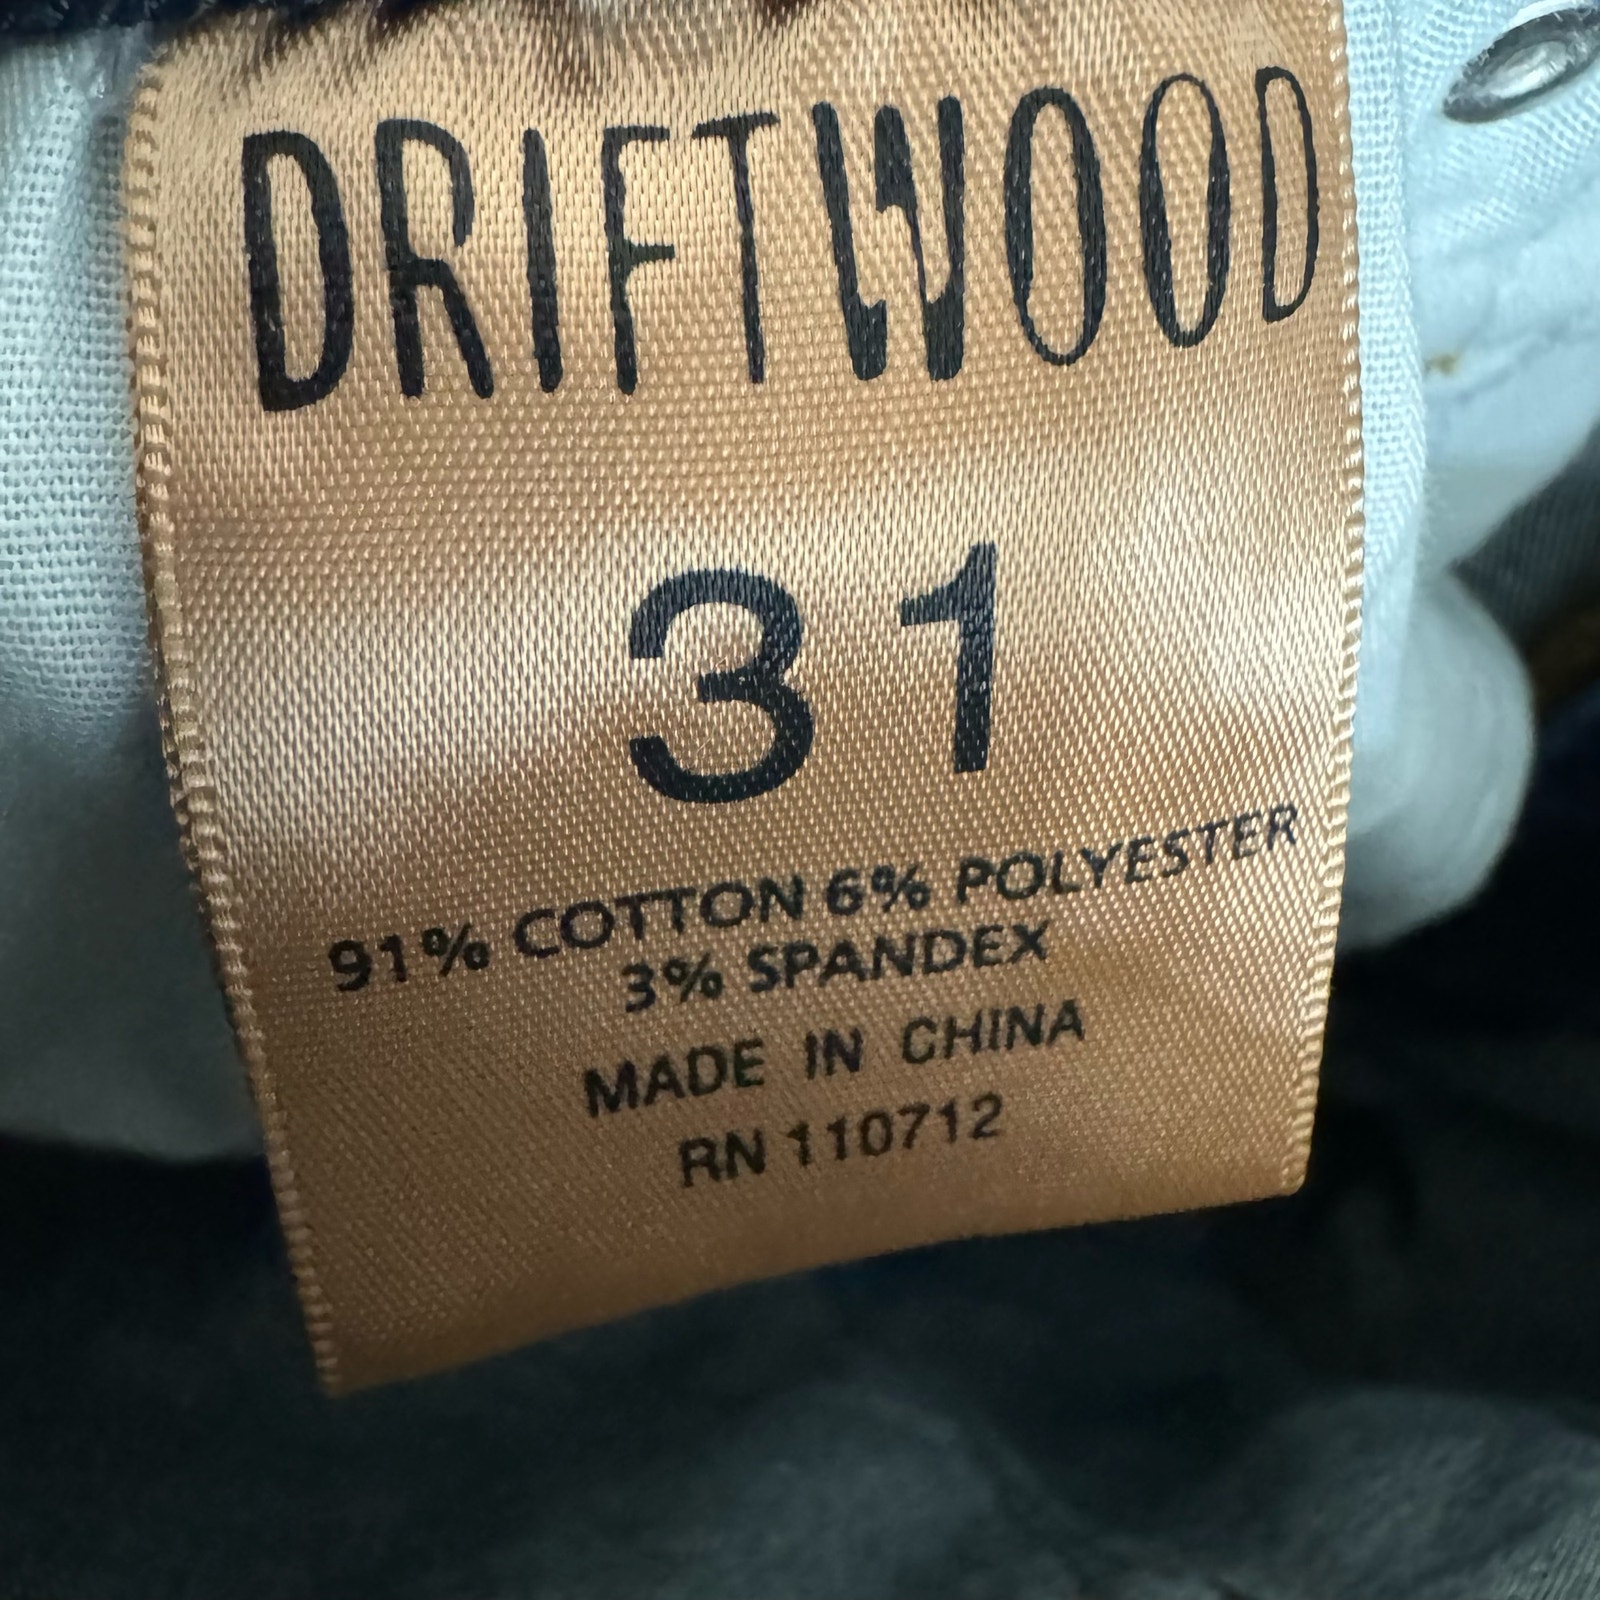 DRIFTWOOD
31
91% COTTON 6% POLYESTER
3% SPANDEX
MADE IN CHINA
RN 110712